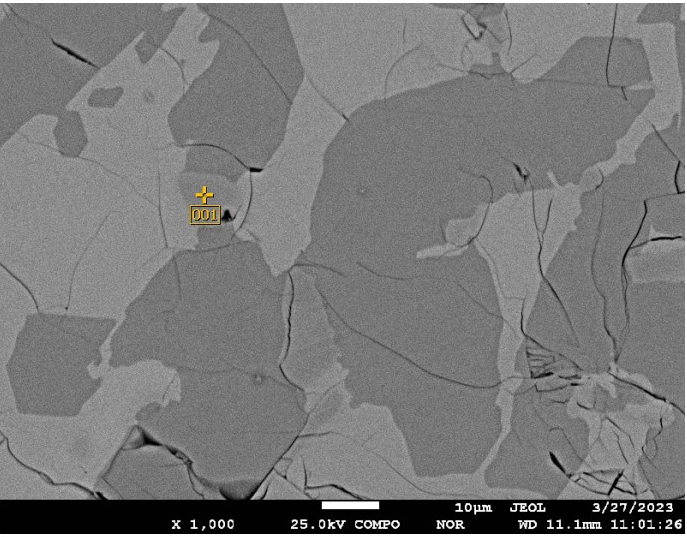 001
10µm JEOL 3/27/2023
X 1,000 25.0kV COMPO NOR WD 11.1mm 11:01:26